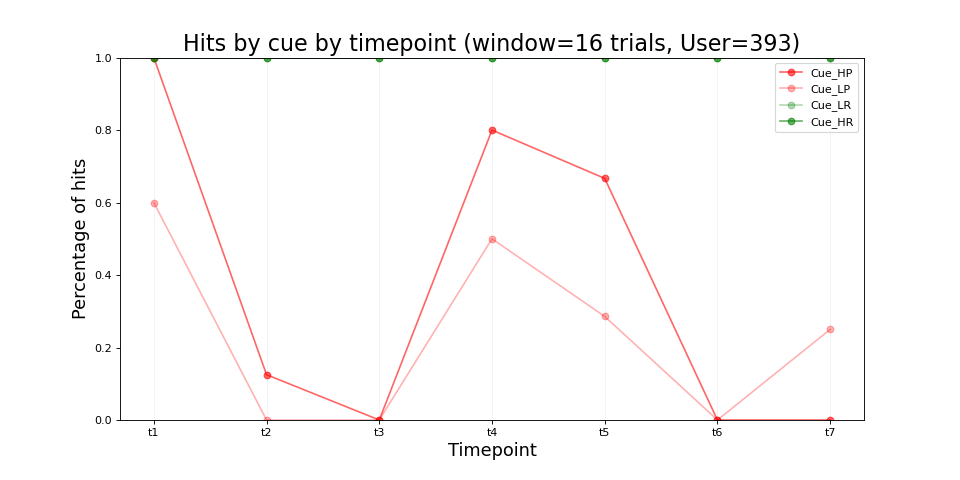 Hits by cue by timepoint (window=16 trials, User=393)
Percentage of hits
1.0
0.8
0.6
0.4
0.2
0.0
Cue_HP
Cue_LP
Cue_LR
Cue_HR
t1 t2 t3 t4 t5 t6 t7
Timepoint